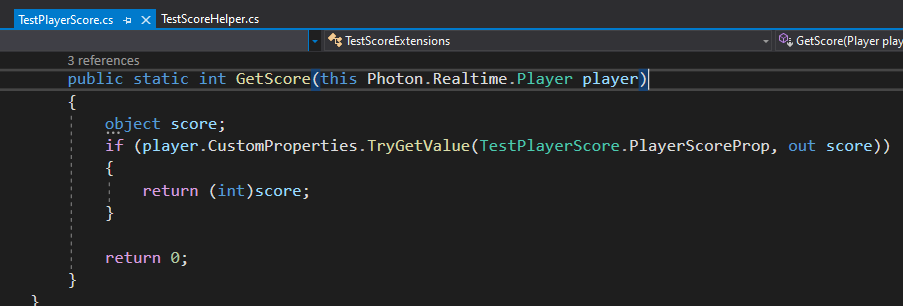 TestPlayerScore.cs TestScoreHelper.cs
TestScoreExtensions GetScore(Player play
3 references
public static int GetScore(this Photon.Realtime.Player player)
{
object score;
if (player.CustomProperties.TryGetValue(TestPlayerScore.PlayerScoreProp, out score))
{
return (int)score;
}
return 0;
}
}